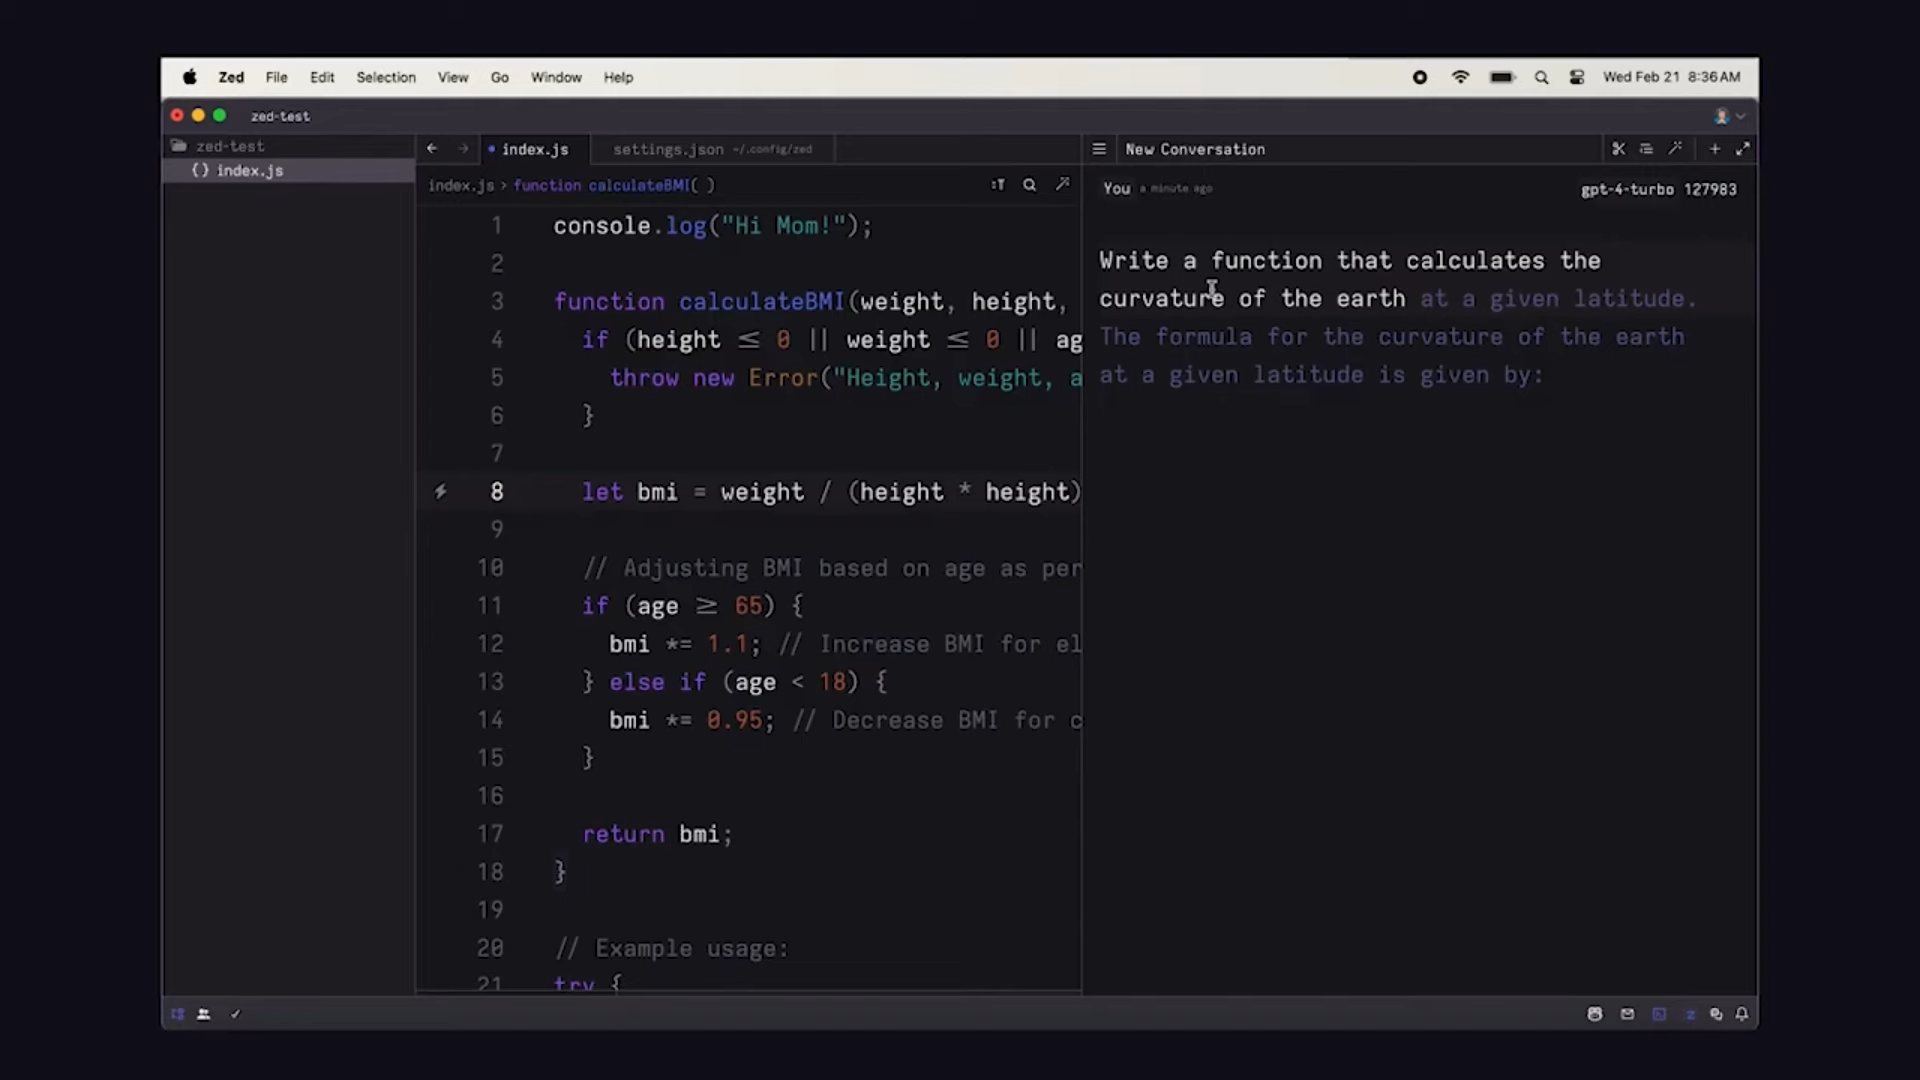 Zed File Edit Selection View Go Window Help Wed Feb 21 8:36 AM
zed-test
zed-test
index.js
index.js settings.json ~/.config/zed
index.js > function calculateBMI( )
1 console.log("Hi Mom!");
2
3 function calculateBMI(weight, height,
4 if (height ≤ 0 || weight ≤ 0 || ag
5 throw new Error("Height, weight, a
6 }
7
8 let bmi = weight / (height * height)
9
10 // Adjusting BMI based on age as per
11 if (age ≥ 65) {
12 bmi *= 1.1; // Increase BMI for el
13 } else if (age < 18) {
14 bmi *= 0.95; // Decrease BMI for c
15 }
16
17 return bmi;
18 }
19
20 // Example usage:
21 try {
New Conversation
You a minute ago gpt-4-turbo 127983
Write a function that calculates the
curvature of the earth at a given latitude.
The formula for the curvature of the earth
at a given latitude is given by: